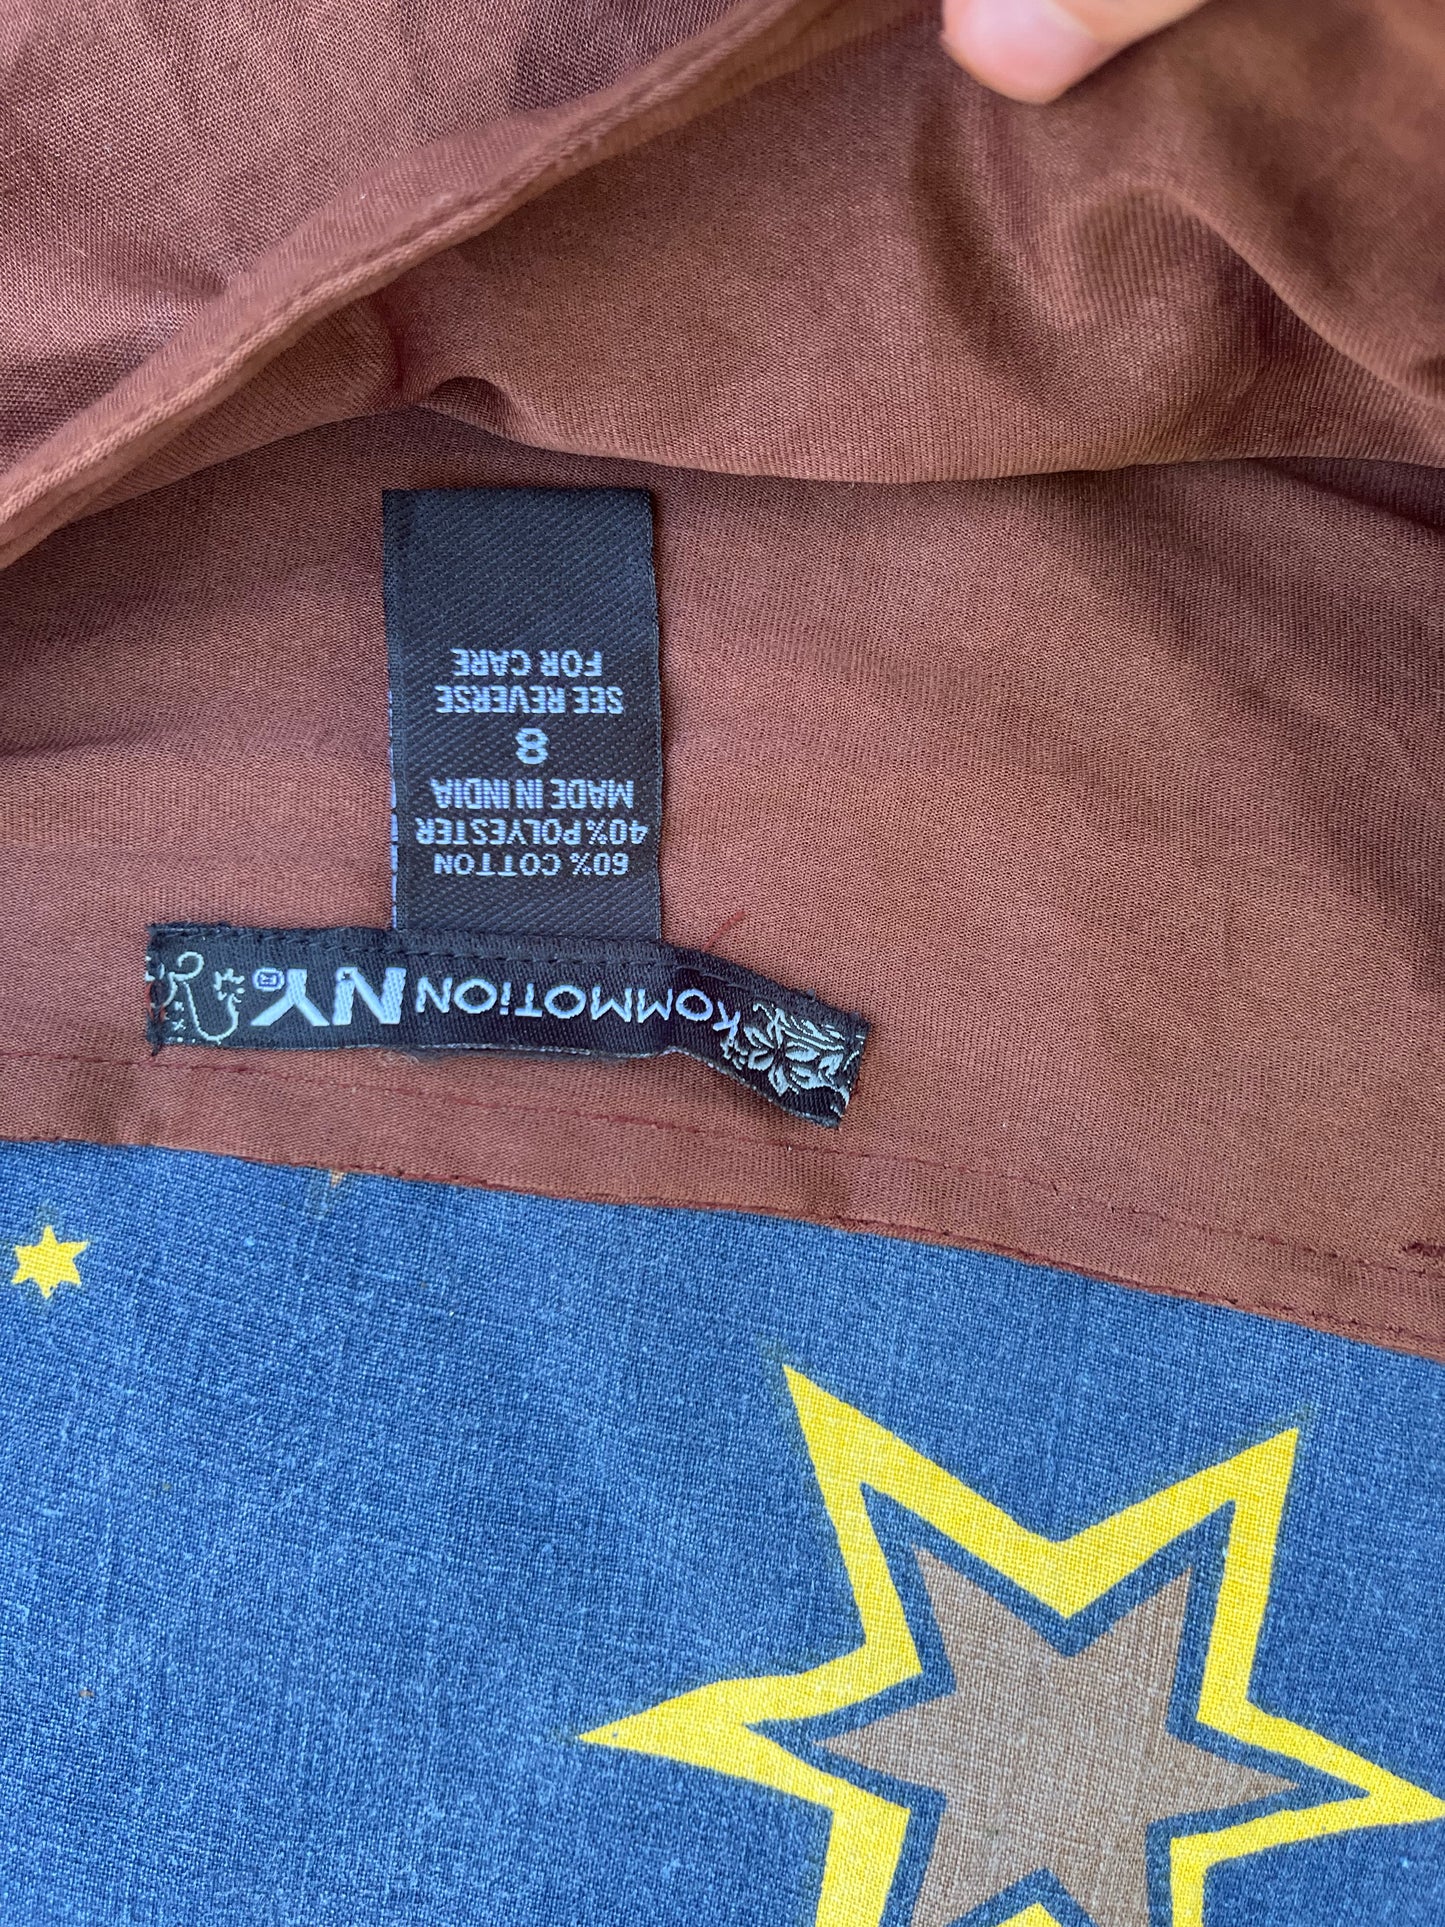 KOMMOTiON NY®
60% COTTON
40% POLYESTER
MADE IN INDIA
8
SEE REVERSE
FOR CARE